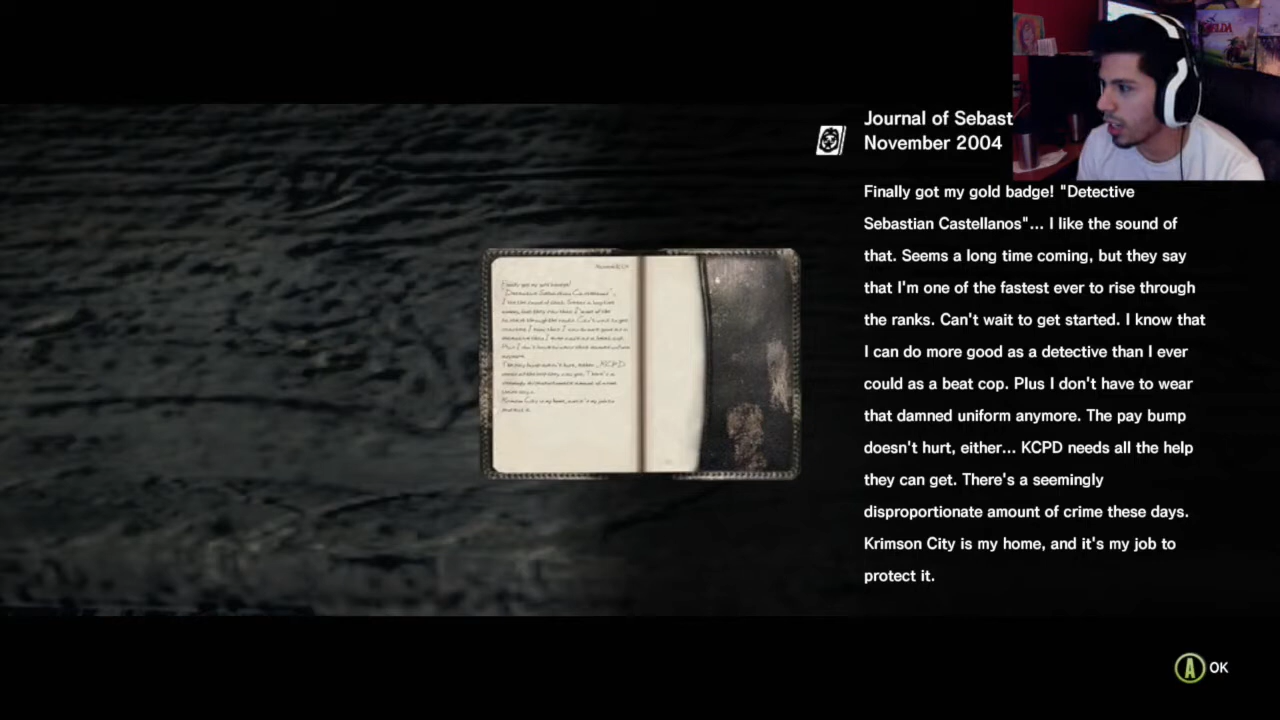 ZELDA
Journal of Sebast
November 2004
Finally got my gold badge! "Detective
Sebastian Castellanos"... I like the sound of
that. Seems a long time coming, but they say
that I'm one of the fastest ever to rise through
the ranks. Can't wait to get started. I know that
I can do more good as a detective than I ever
could as a beat cop. Plus I don't have to wear
that damned uniform anymore. The pay bump
doesn't hurt, either... KCPD needs all the help
they can get. There's a seemingly
disproportionate amount of crime these days.
Krimson City is my home, and it's my job to
protect it.
A OK